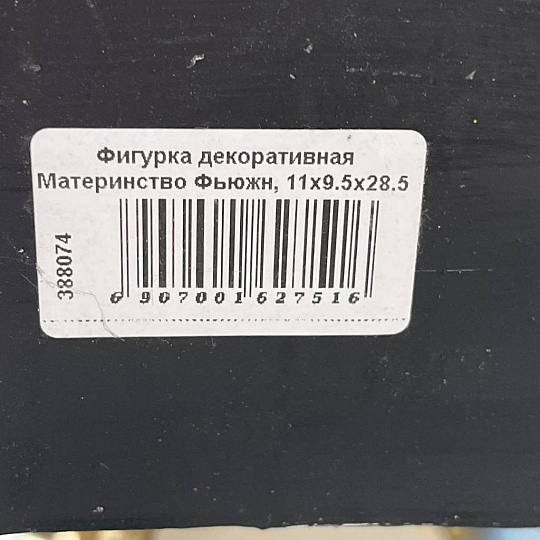 Фигурка декоративная
Материнство Фьюжн, 11x9.5x28.5
388074
6 907001 627516